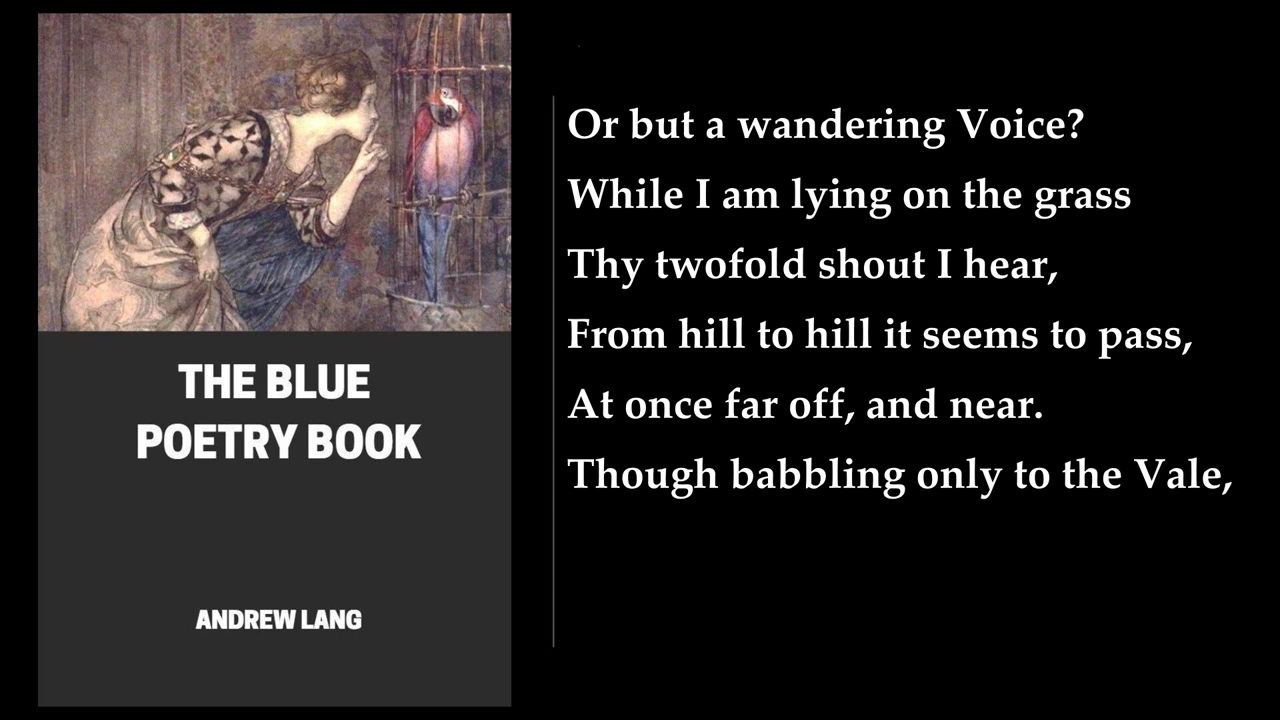 THE BLUE
POETRY BOOK
ANDREW LANG
Or but a wandering Voice?
While I am lying on the grass
Thy twofold shout I hear,
From hill to hill it seems to pass,
At once far off, and near.
Though babbling only to the Vale,